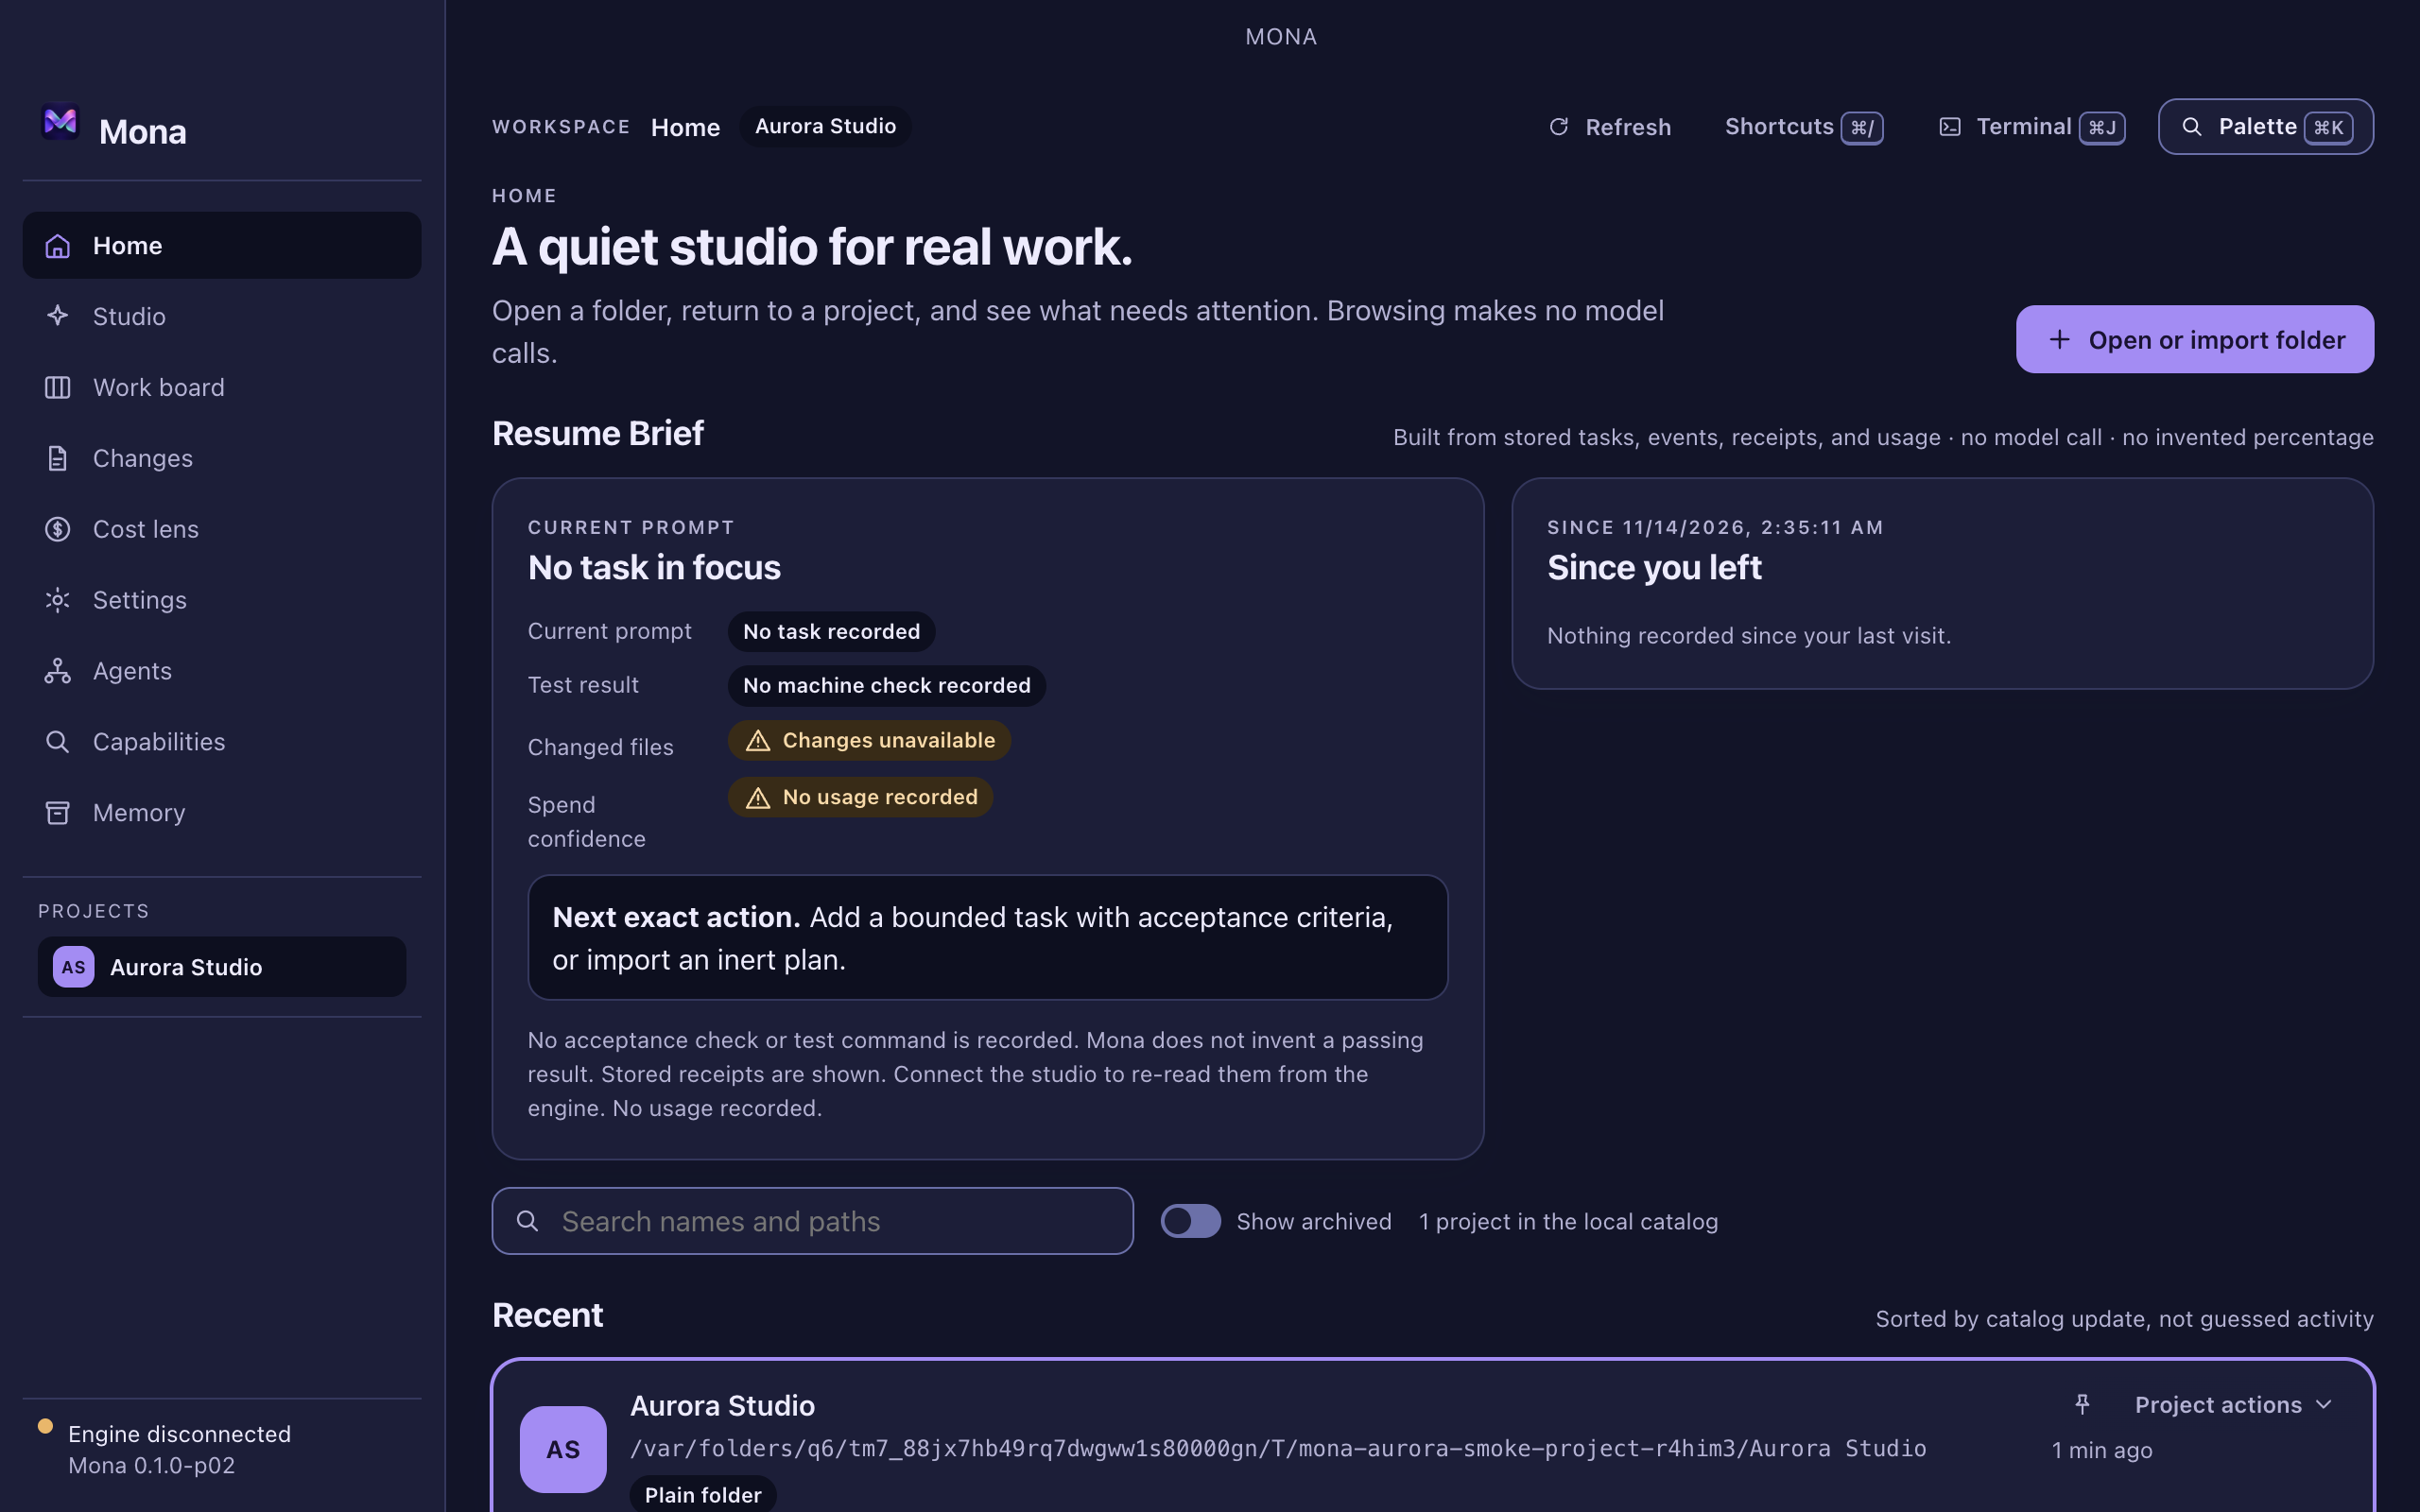 MONA
Mona
Home
Studio
Work board
Changes
Cost lens
Settings
Agents
Capabilities
Memory
PROJECTS
AS Aurora Studio
Engine disconnected
Mona 0.1.0-p02
WORKSPACE Home Aurora Studio
Refresh Shortcuts ⌘/ Terminal ⌘J Palette ⌘K
HOME
A quiet studio for real work.
Open a folder, return to a project, and see what needs attention. Browsing makes no model
calls.
+ Open or import folder
Resume Brief
Built from stored tasks, events, receipts, and usage · no model call · no invented percentage
CURRENT PROMPT
No task in focus
Current prompt No task recorded
Test result No machine check recorded
Changed files Changes unavailable
Spend
confidence
No usage recorded
Next exact action. Add a bounded task with acceptance criteria,
or import an inert plan.
No acceptance check or test command is recorded. Mona does not invent a passing
result. Stored receipts are shown. Connect the studio to re-read them from the
engine. No usage recorded.
SINCE 11/14/2026, 2:35:11 AM
Since you left
Nothing recorded since your last visit.
Search names and paths
Show archived
1 project in the local catalog
Recent
Sorted by catalog update, not guessed activity
AS
Aurora Studio
Project actions
/var/folders/q6/tm7_88jx7hb49rq7dwgww1s80000gn/T/mona-aurora-smoke-project-r4him3/Aurora Studio
1 min ago
Plain folder